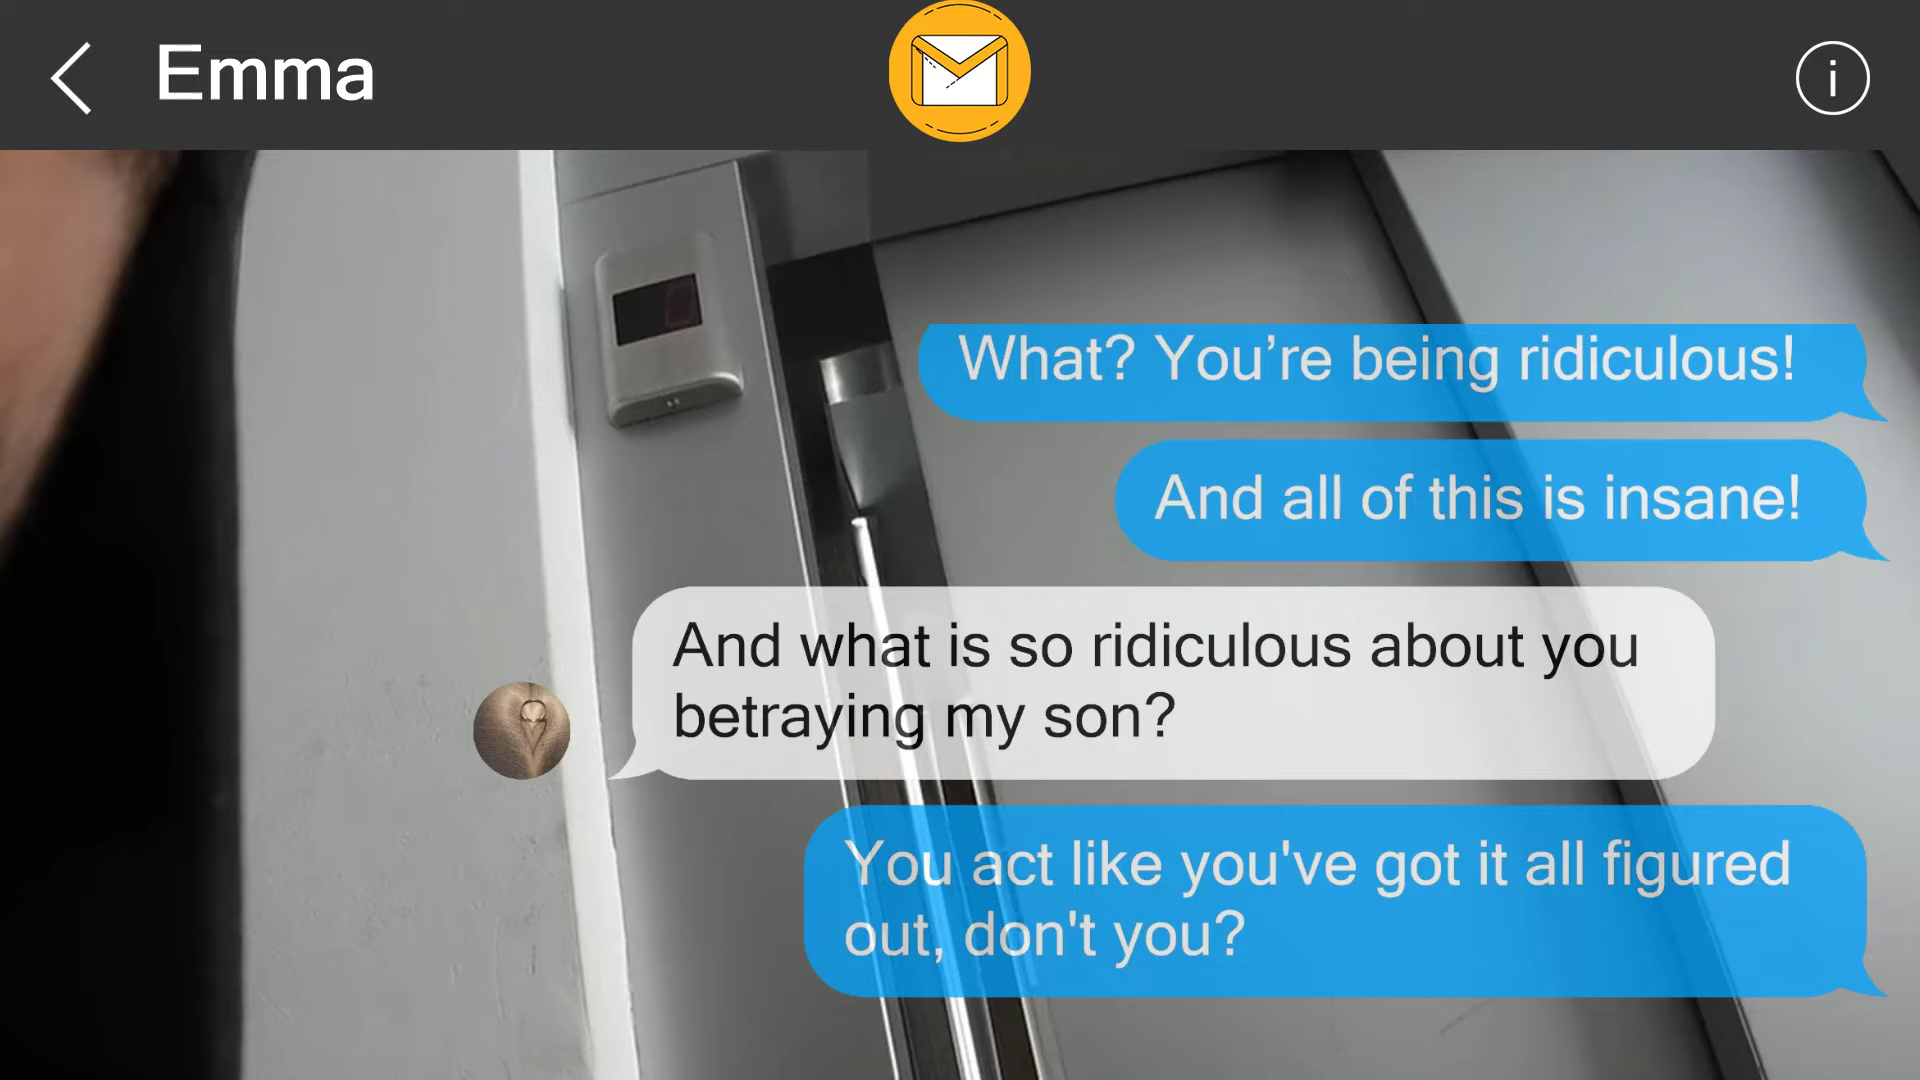 Emma
i
What? You’re being ridiculous!
And all of this is insane!
And what is so ridiculous about you
betraying my son?
You act like you've got it all figured
out, don't you?